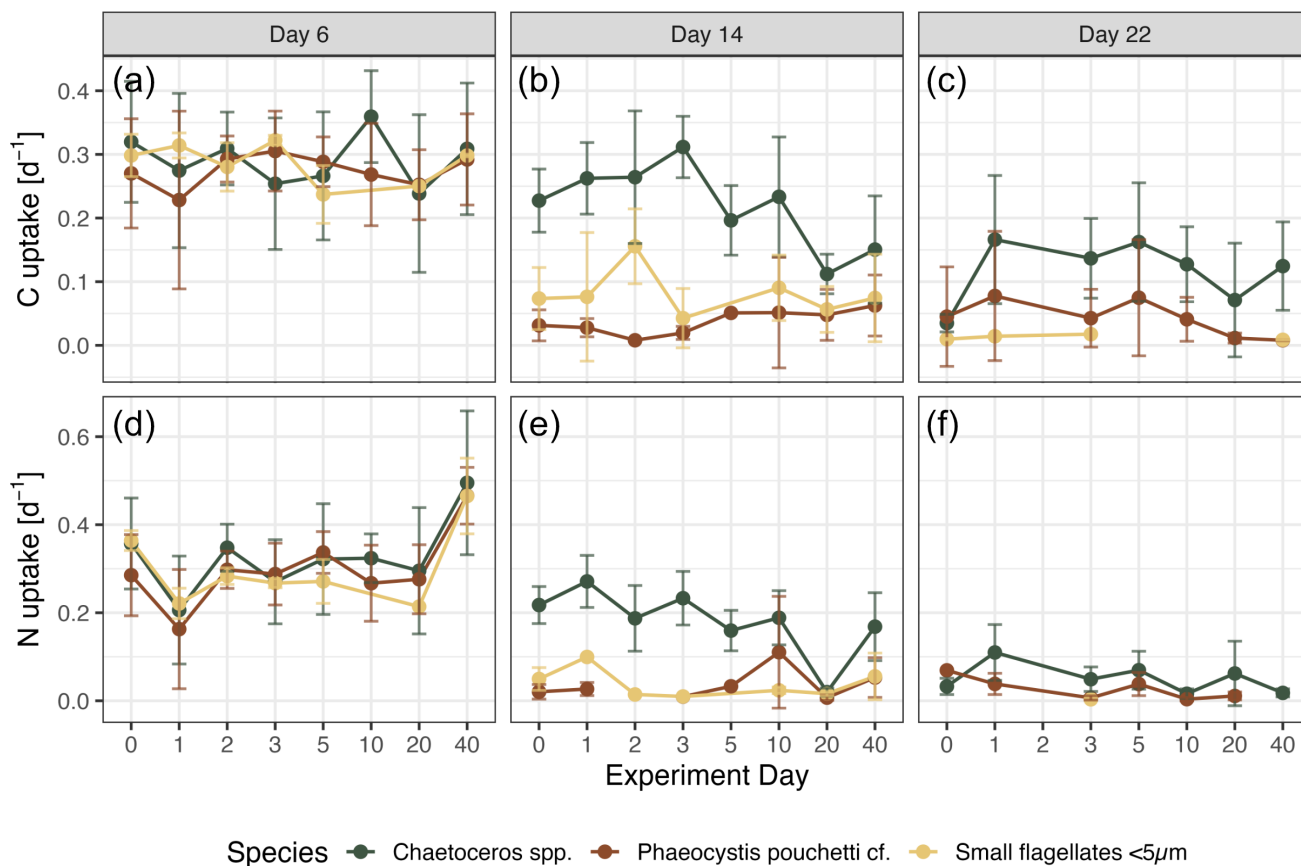 Day 6
Day 14
Day 22
(a)
(b)
(c)
C uptake [d⁻¹]
0.4
0.3
0.2
0.1
0.0
(d)
(e)
(f)
N uptake [d⁻¹]
0.6
0.4
0.2
0.0
0 1 2 3 5 10 20 40
0 1 2 3 5 10 20 40
0 1 2 3 5 10 20 40
Experiment Day
Species Chaetoceros spp. Phaeocystis pouchetti cf. Small flagellates <5μm